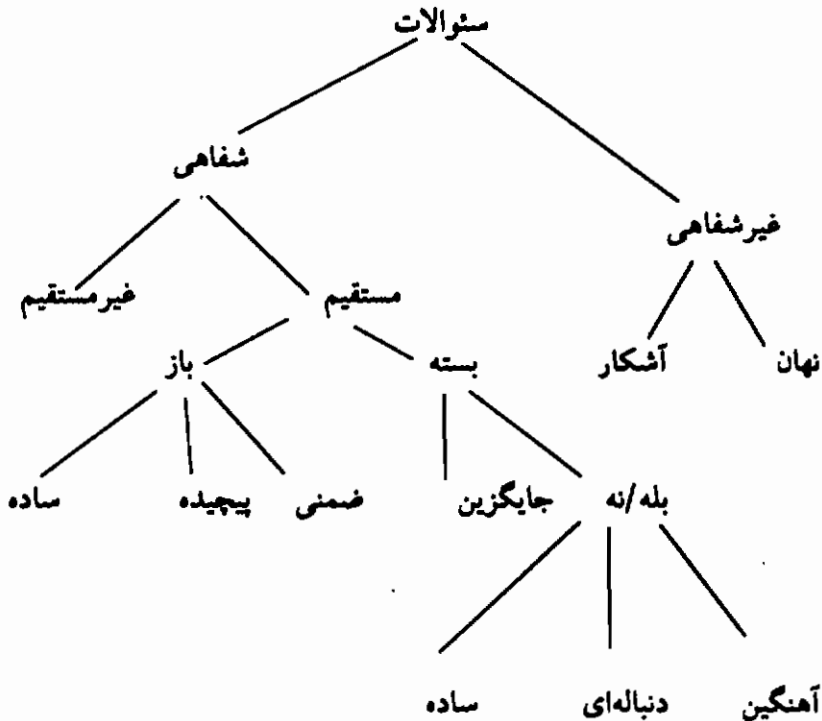 سئوالات
شفاهی
غیرشفاهی
غیرمستقیم مستقیم
باز بسته آشکار نهان
ساده پیچیده ضمنی جایگزین بله/نه
ساده دنباله‌ای آهنگین